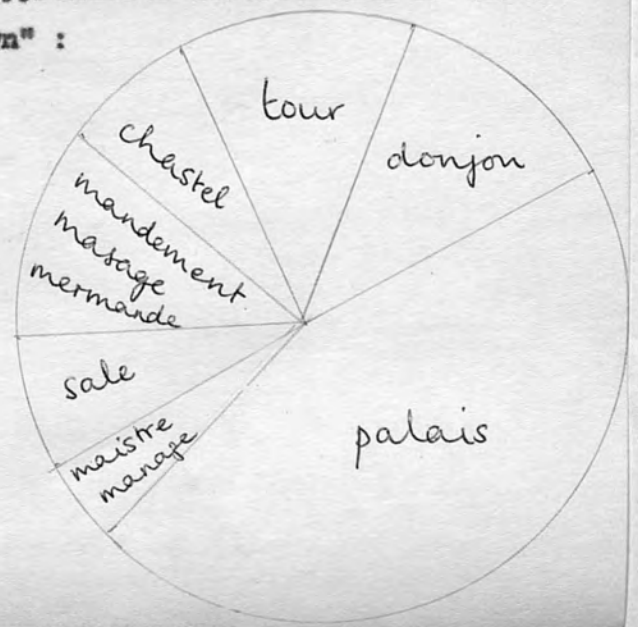 n" :
tour
donjon
chastel
mandement
masage
mermande
sale
maistre
manage
palais